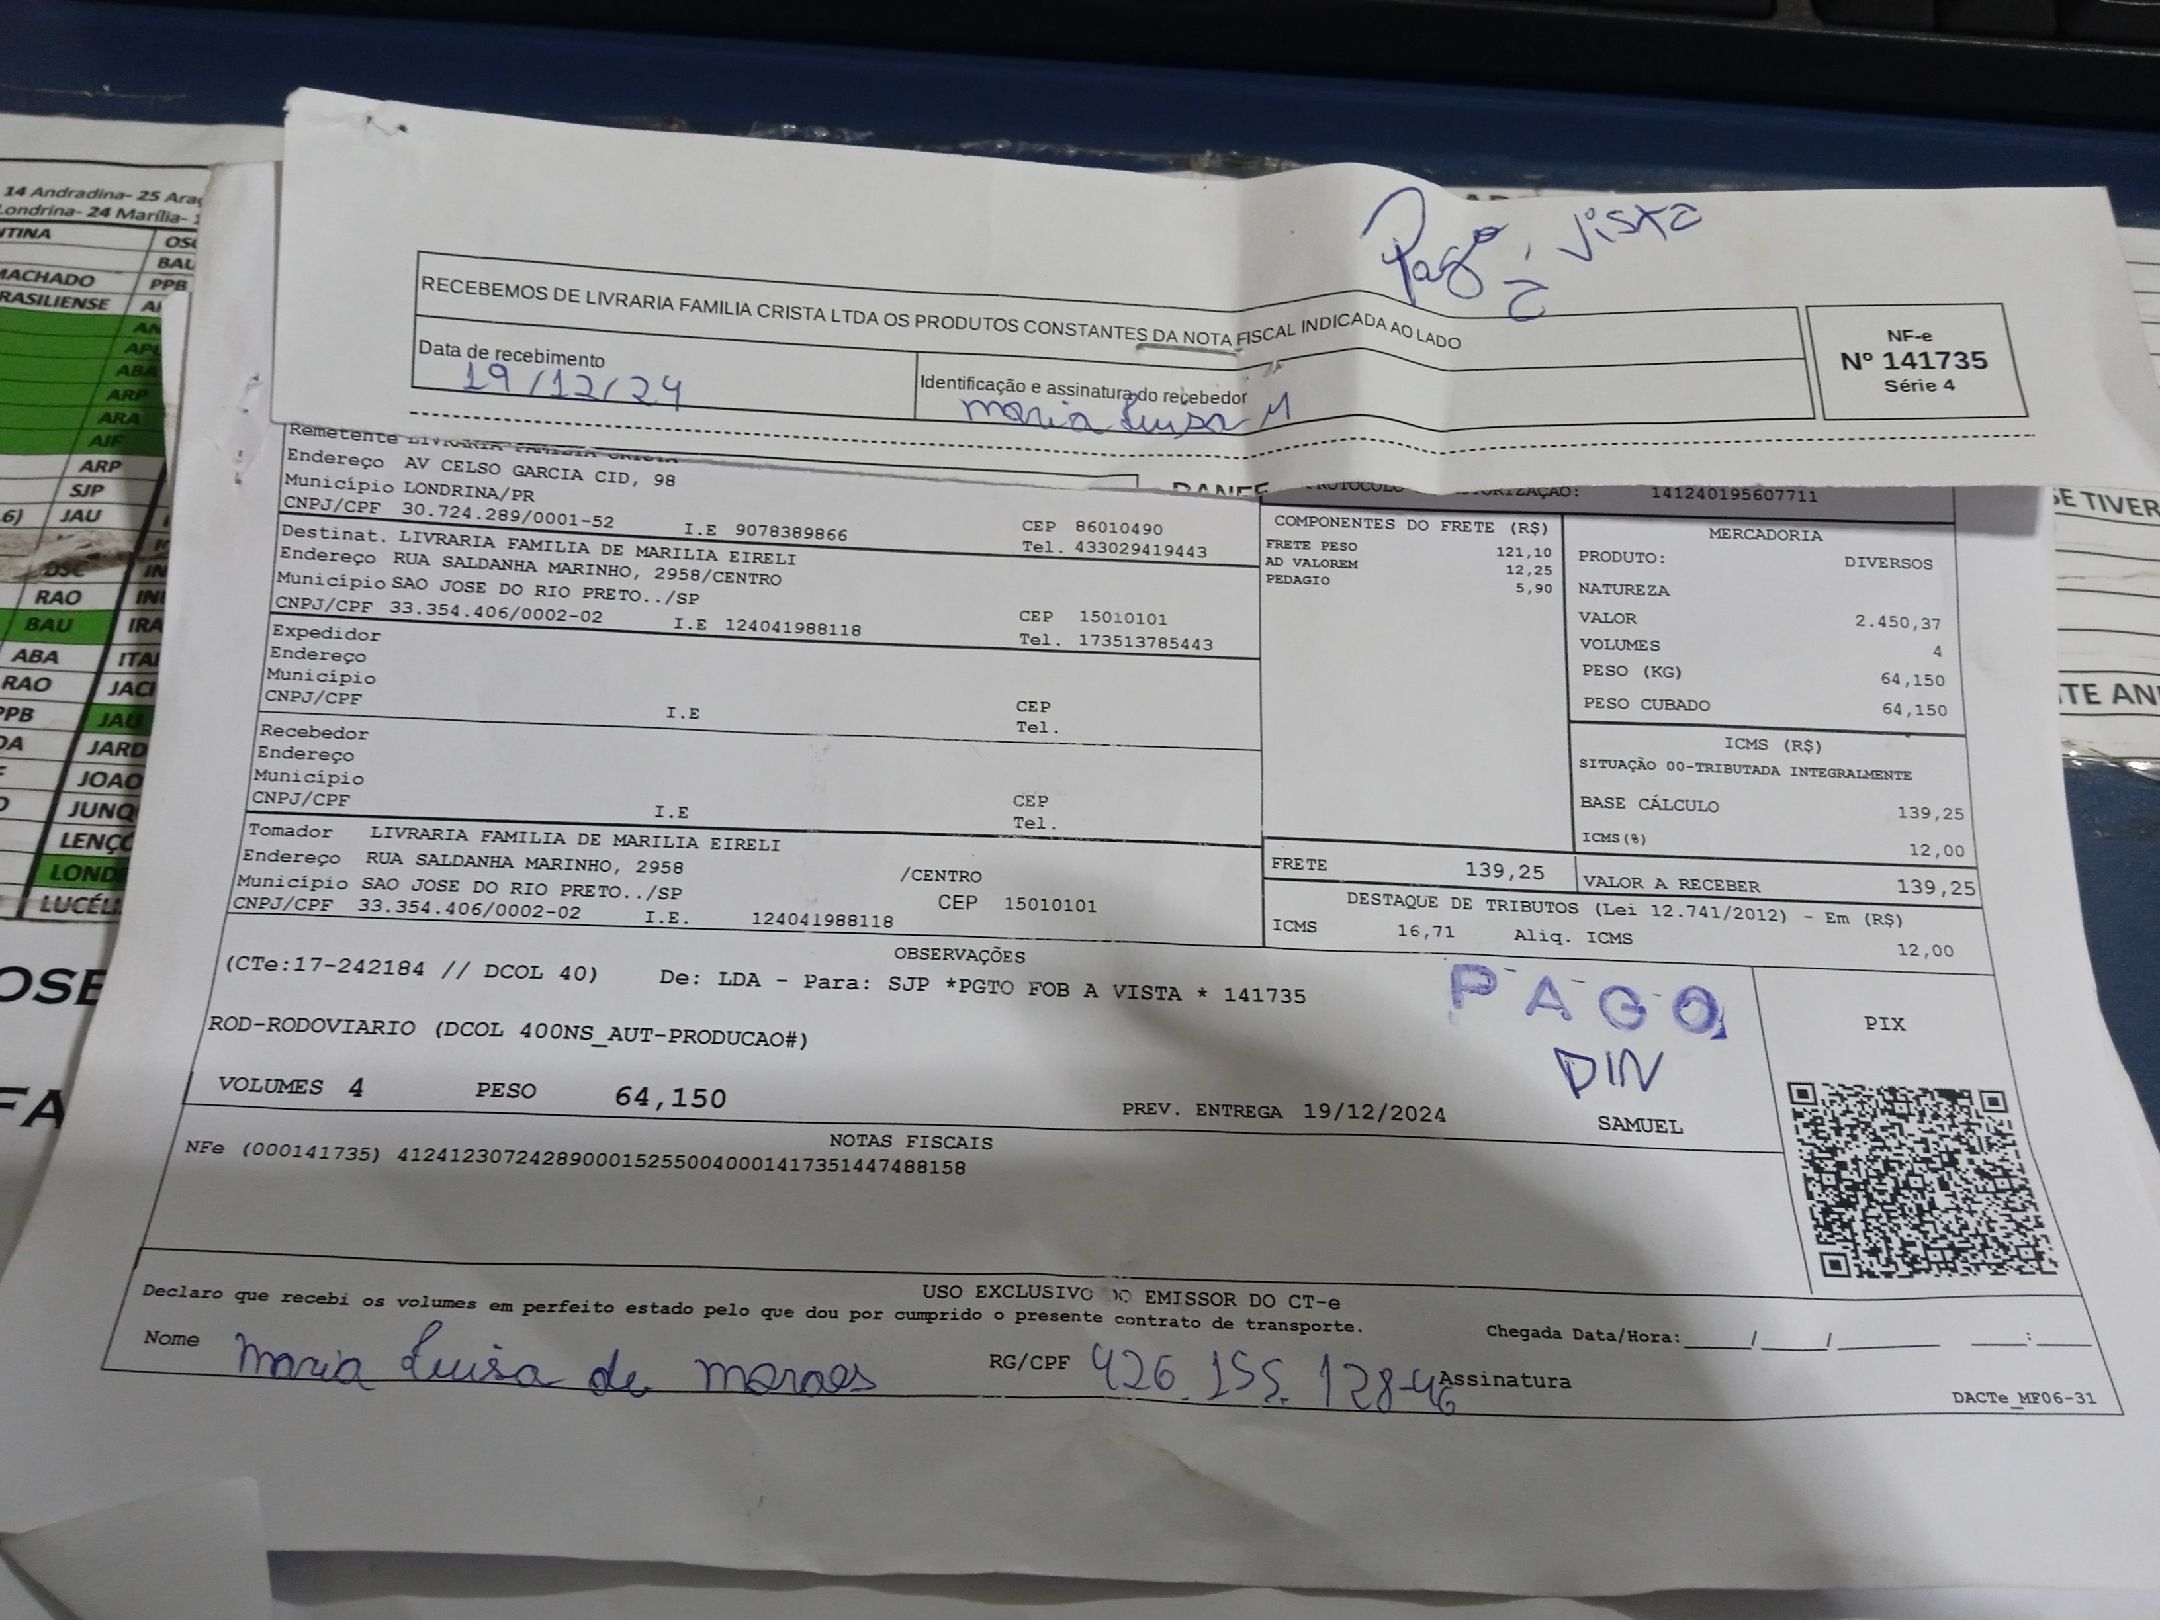 14 Andradina- 25
Londrina- 24 Marília-
MACHADO
RASILIENSE
OSC
BAU
PPB
ARP
SJP
JAU
RAO
BAU
ABA
RAO
PPB
JAU
JARD
JOAO
JUNQ
LENÇO
LOND
LUCÉL
Pago à vista
RECEBEMOS DE LIVRARIA FAMILIA CRISTA LTDA OS PRODUTOS CONSTANTES DA NOTA FISCAL INDICADA AO LADO
Data de recebimento
19/12/24
Identificação e assinatura do recebedor
maria Luisa M
NF-e
Nº 141735
Série 4
Remetente LIVRARIA FAMILIA CRISTA
Endereço AV CELSO GARCIA CID, 98
Município LONDRINA/PR
CNPJ/CPF 30.724.289/0001-52 I.E 9078389866
CEP 86010490
Tel. 433029419443
Destinat. LIVRARIA FAMILIA DE MARILIA EIRELI
Endereço RUA SALDANHA MARINHO, 2958/CENTRO
Município SAO JOSE DO RIO PRETO../SP
CNPJ/CPF 33.354.406/0002-02 I.E 124041988118
CEP 15010101
Tel. 173513785443
Expedidor
Endereço
Município
CNPJ/CPF I.E
CEP
Tel.
Recebedor
Endereço
Município
CNPJ/CPF I.E
CEP
Tel.
Tomador LIVRARIA FAMILIA DE MARILIA EIRELI
Endereço RUA SALDANHA MARINHO, 2958 /CENTRO
Município SAO JOSE DO RIO PRETO../SP CEP 15010101
CNPJ/CPF 33.354.406/0002-02 I.E. 124041988118
141240195607711
COMPONENTES DO FRETE (R$)
FRETE PESO 121,10
AD VALOREM 12,25
PEDAGIO 5,90
MERCADORIA
PRODUTO: DIVERSOS
NATUREZA
VALOR 2.450,37
VOLUMES 4
PESO (KG) 64,150
PESO CUBADO 64,150
ICMS (R$)
SITUAÇÃO 00-TRIBUTADA INTEGRALMENTE
BASE CÁLCULO 139,25
ICMS(%) 12,00
FRETE 139,25
VALOR A RECEBER 139,25
DESTAQUE DE TRIBUTOS (Lei 12.741/2012) - Em (R$)
ICMS 16,71 Aliq. ICMS 12,00
OBSERVAÇÕES
(CTe:17-242184 // DCOL 40) De: LDA - Para: SJP *PGTO FOB A VISTA * 141735
ROD-RODOVIARIO (DCOL 400NS_AUT-PRODUCAO#)
PAGO
DIN
PIX
VOLUMES 4 PESO 64,150 PREV. ENTREGA 19/12/2024 SAMUEL
NOTAS FISCAIS
NFe (000141735) 41241230724289000152550040001417351447488158
USO EXCLUSIVO DO EMISSOR DO CT-e
Declaro que recebi os volumes em perfeito estado pelo que dou por cumprido o presente contrato de transporte.
Chegada Data/Hora:_____/_____/_______ ____:____
Nome maria Luisa de moraes RG/CPF 426.155.128-46 Assinatura
DACTe_MF06-31